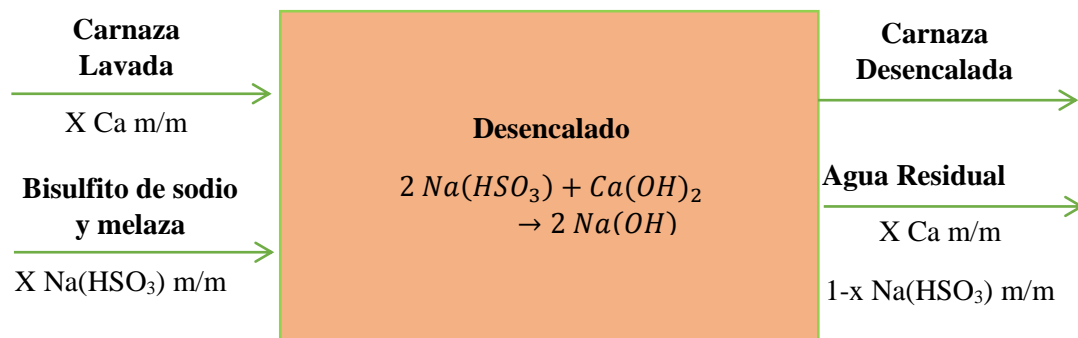 Carnaza
Lavada
X Ca m/m
Bisulfito de sodio
y melaza
X Na(HSO₃) m/m
Desencalado
2 Na(HSO₃) + Ca(OH)₂
→ 2 Na(OH)
Carnaza
Desencalada
Agua Residual
X Ca m/m
1-x Na(HSO₃) m/m